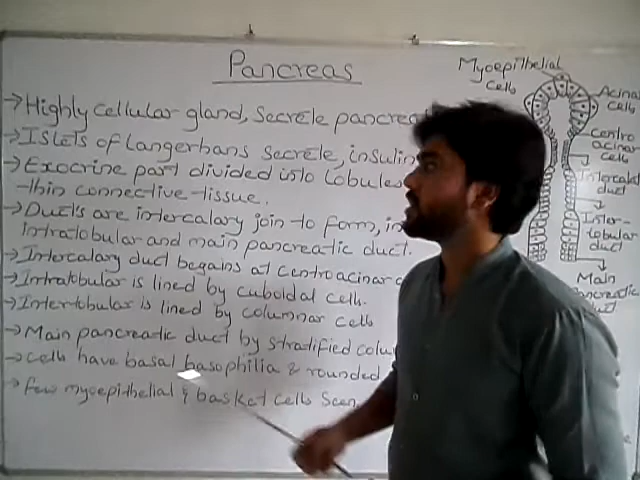 Pancreas
→Highly cellular gland, Secrete pancrea
→Islets of Langerhans secrete, insulin
→Exocrine part divided into lobules
thin connective tissue.
→Ducts are intercalary join to form, in
intralobular and main pancreatic duct.
→Intercalary duct begains at centroacinar
→Intralobular is lined by cuboidal cells.
→Interlobular is lined by columnar cells
→Main pancreatic duct by stratified colu
→Cells have basal basophilia & rounded
→Few myoepithelial & basket cells Seen
Myoepithelial
Cells
Acinar
Cells
Centro
acinar
cells
Intercalat
duct
Inter-
lobular
duct
Main
Pancreatic
duct